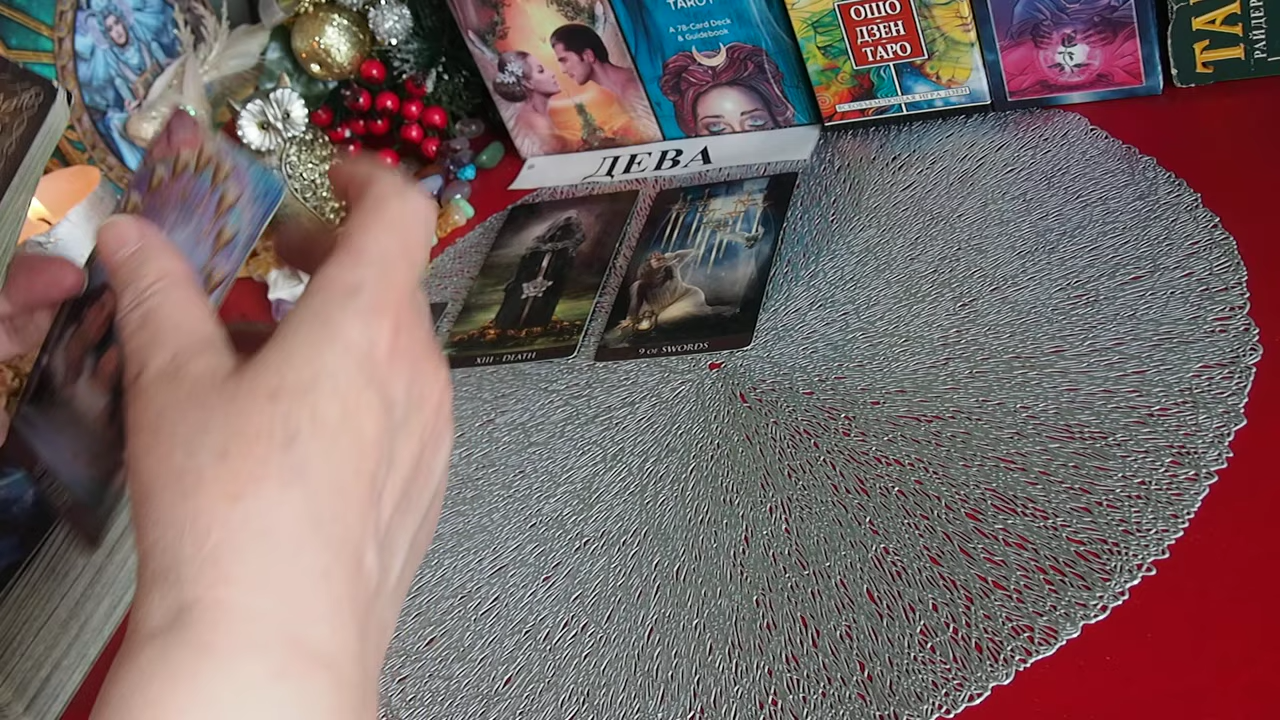 TAROT
A 78-Card Deck
& Guidebook
ОШО
ДЗЕН
ТАРО
ВСЕОБЪЕМЛЮЩАЯ ИГРА ДЗЕН
ТА
РАЙДЕР
ДЕВА
XIII - DEATH
9 OF SWORDS